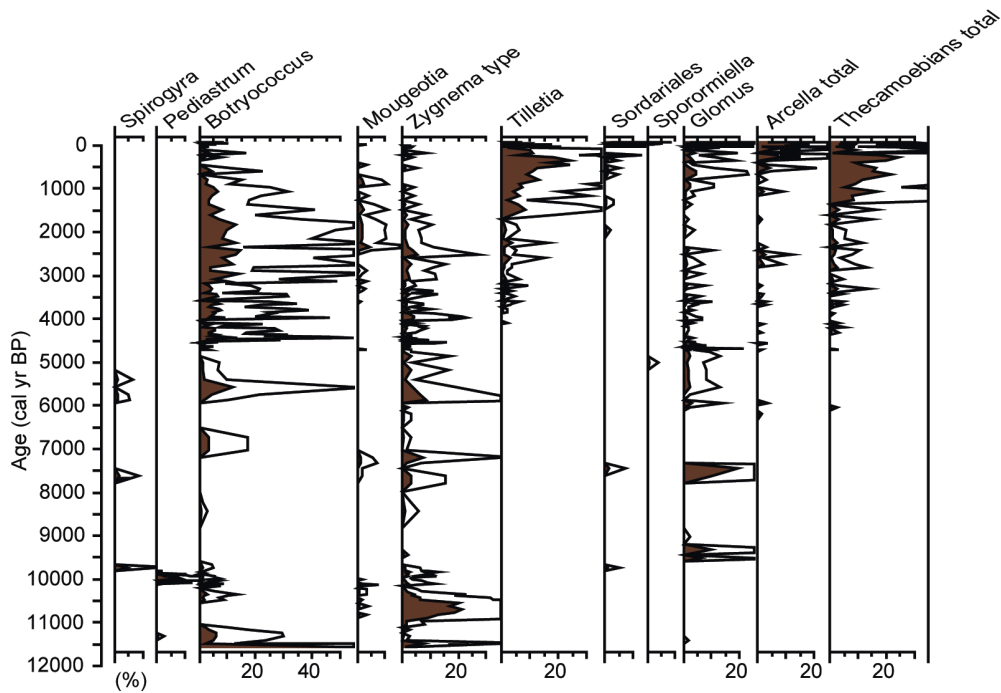 Spirogyra
Pediastrum
Botryococcus
Mougeotia
Zygnema type
Tilletia
Sordariales
Sporormiella
Glomus
Arcella total
Thecamoebians total
Age (cal yr BP)
0
1000
2000
3000
4000
5000
6000
7000
8000
9000
10000
11000
12000
(%)
20 40 20 20 20 20 20